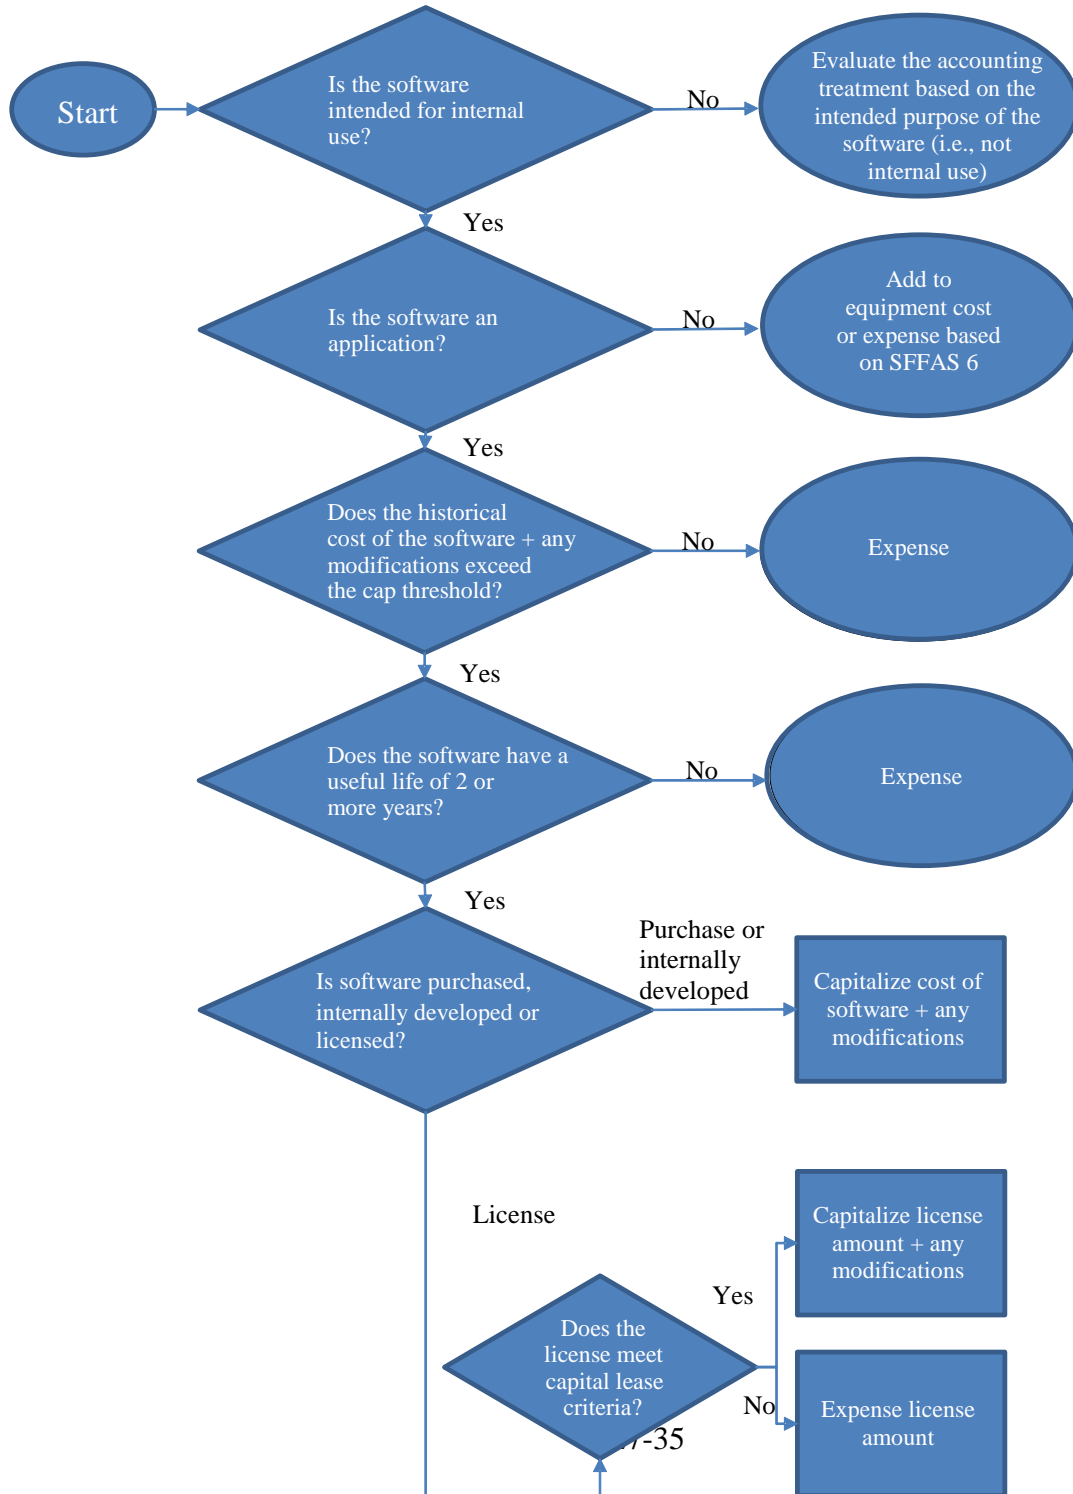 Start
Is the software
intended for internal
use?
No
Evaluate the accounting
treatment based on the
intended purpose of the
software (i.e., not
internal use)
Yes
Is the software an
application?
No
Add to
equipment cost
or expense based
on SFFAS 6
Yes
Does the historical
cost of the software + any
modifications exceed
the cap threshold?
No
Expense
Yes
Does the software have a
useful life of 2 or
more years?
No
Expense
Yes
Is software purchased,
internally developed or
licensed?
Purchase or
internally
developed
Capitalize cost of
software + any
modifications
License
Does the
license meet
capital lease
criteria?
Yes
Capitalize license
amount + any
modifications
No
Expense license
amount
7-35